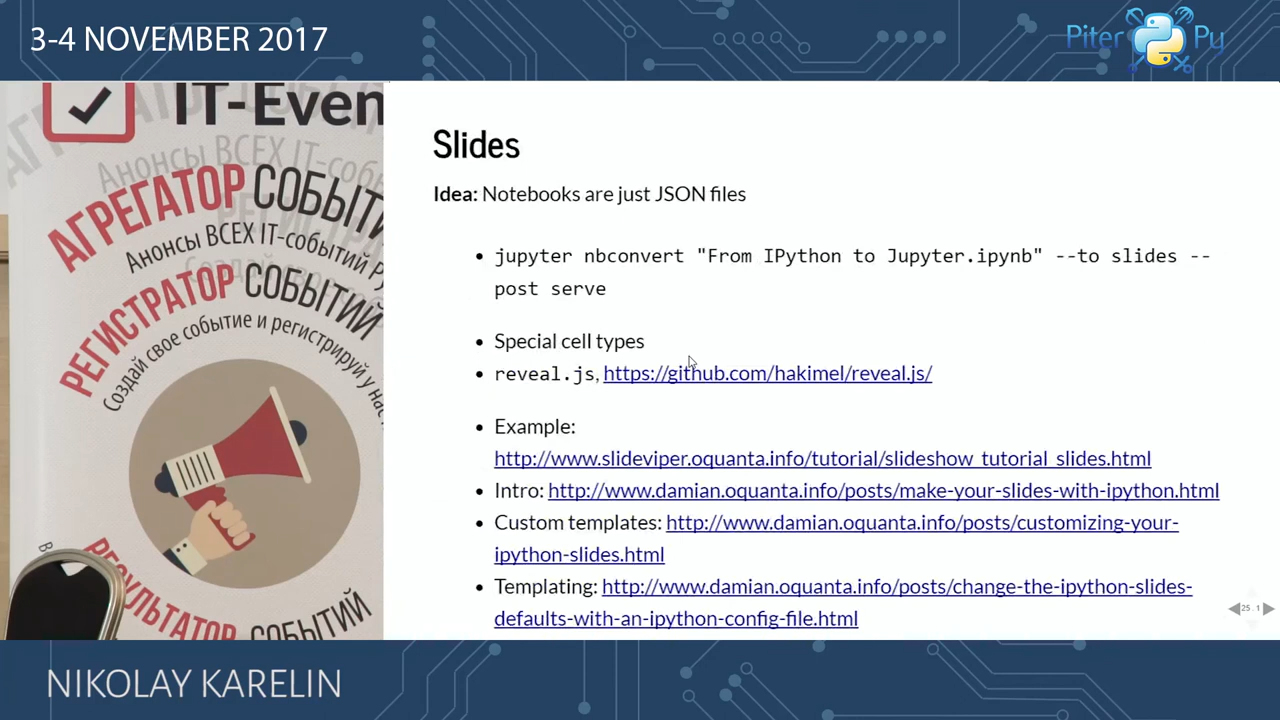 3-4 NOVEMBER 2017
Piter Py
IT-Even
АГРЕГАТОР СОБЫТИ
Анонсы ВСЕХ IT-событий Р
РЕГИСТРАТОР СОБЫТИЙ
Создай свое событие и регистрируй у нас
РЕЗУЛЬТАТОР СОБЫТИЙ
Slides
Idea: Notebooks are just JSON files
• jupyter nbconvert "From IPython to Jupyter.ipynb" --to slides --
post serve
• Special cell types
• reveal.js, https://github.com/hakimel/reveal.js/
• Example:
http://www.slideviper.oquanta.info/tutorial/slideshow_tutorial_slides.html
• Intro: http://www.damian.oquanta.info/posts/make-your-slides-with-ipython.html
• Custom templates: http://www.damian.oquanta.info/posts/customizing-your-
ipython-slides.html
• Templating: http://www.damian.oquanta.info/posts/change-the-ipython-slides-
defaults-with-an-ipython-config-file.html
25.1
NIKOLAY KARELIN